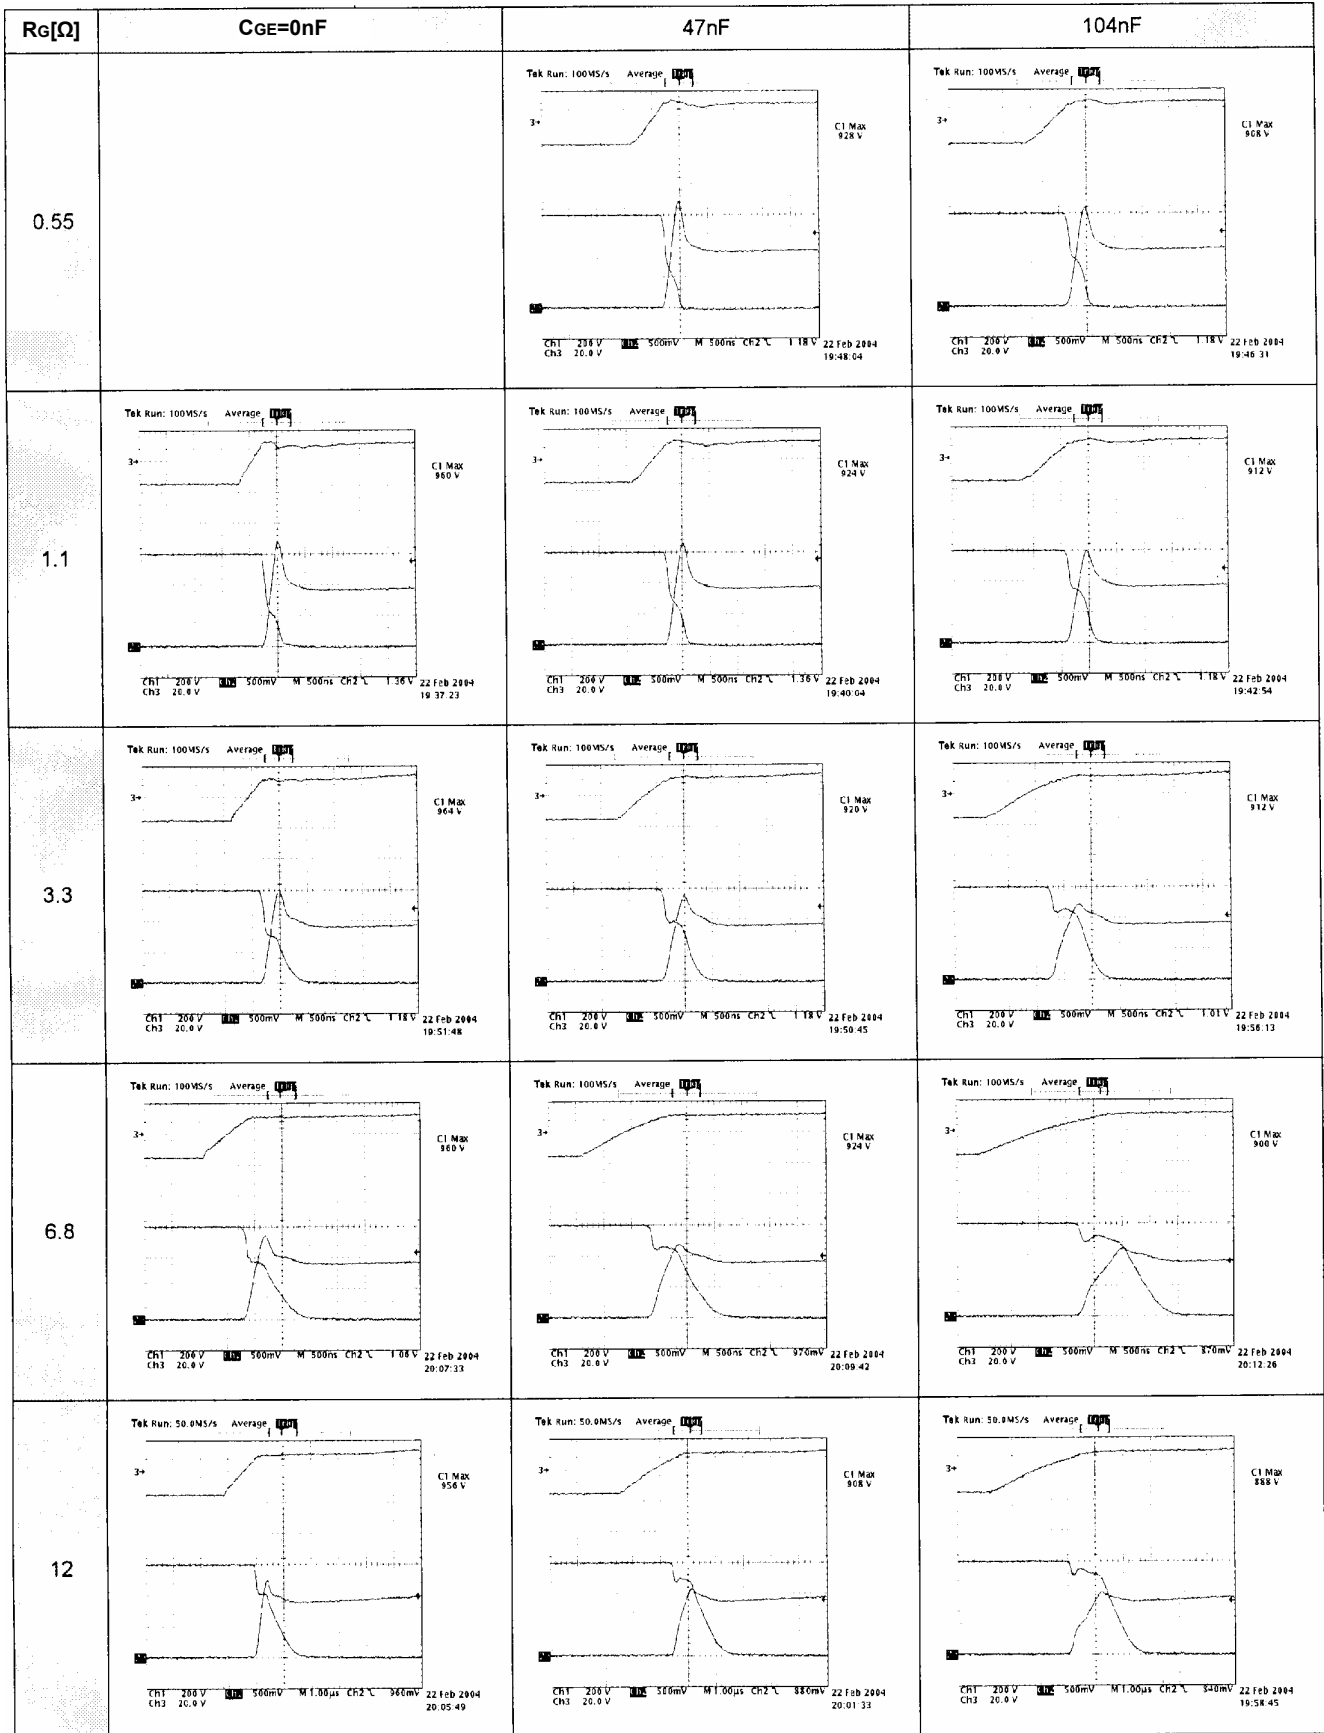 RG[Ω] CGE=0nF 47nF 104nF
0.55
Tek Run: 100MS/s Average
3→
C1 Max
928 V
Ch1 200 V 500mV M 500ns Ch2 1.18 V
Ch3 20.0 V
22 Feb 2004
19:48:04
Tek Run: 100MS/s Average
3→
C1 Max
908 V
Ch1 200 V 500mV M 500ns Ch2 1.18 V
Ch3 20.0 V
22 Feb 2004
19:46:31
1.1
Tek Run: 100MS/s Average
3→
C1 Max
960 V
Ch1 200 V 500mV M 500ns Ch2 1.36 V
Ch3 20.0 V
22 Feb 2004
19:37:23
Tek Run: 100MS/s Average
3→
C1 Max
924 V
Ch1 200 V 500mV M 500ns Ch2 1.36 V
Ch3 20.0 V
22 Feb 2004
19:40:04
Tek Run: 100MS/s Average
3→
C1 Max
912 V
Ch1 200 V 500mV M 500ns Ch2 1.18 V
Ch3 20.0 V
22 Feb 2004
19:42:54
3.3
Tek Run: 100MS/s Average
3→
C1 Max
964 V
Ch1 200 V 500mV M 500ns Ch2 1.18 V
Ch3 20.0 V
22 Feb 2004
19:51:48
Tek Run: 100MS/s Average
3→
C1 Max
920 V
Ch1 200 V 500mV M 500ns Ch2 1.18 V
Ch3 20.0 V
22 Feb 2004
19:50:45
Tek Run: 100MS/s Average
3→
C1 Max
912 V
Ch1 200 V 500mV M 500ns Ch2 1.01 V
Ch3 20.0 V
22 Feb 2004
19:56:13
6.8
Tek Run: 100MS/s Average
3→
C1 Max
960 V
Ch1 200 V 500mV M 500ns Ch2 1.06 V
Ch3 20.0 V
22 Feb 2004
20:07:33
Tek Run: 100MS/s Average
3→
C1 Max
924 V
Ch1 200 V 500mV M 500ns Ch2 970mV
Ch3 20.0 V
22 Feb 2004
20:09:42
Tek Run: 100MS/s Average
3→
C1 Max
900 V
Ch1 200 V 500mV M 500ns Ch2 870mV
Ch3 20.0 V
22 Feb 2004
20:12:26
12
Tek Run: 50.0MS/s Average
3→
C1 Max
956 V
Ch1 200 V 500mV M 1.00µs Ch2 960mV
Ch3 20.0 V
22 Feb 2004
20:05:49
Tek Run: 50.0MS/s Average
3→
C1 Max
908 V
Ch1 200 V 500mV M 1.00µs Ch2 880mV
Ch3 20.0 V
22 Feb 2004
20:01:33
Tek Run: 50.0MS/s Average
3→
C1 Max
888 V
Ch1 200 V 500mV M 1.00µs Ch2 840mV
Ch3 20.0 V
22 Feb 2004
19:58:45